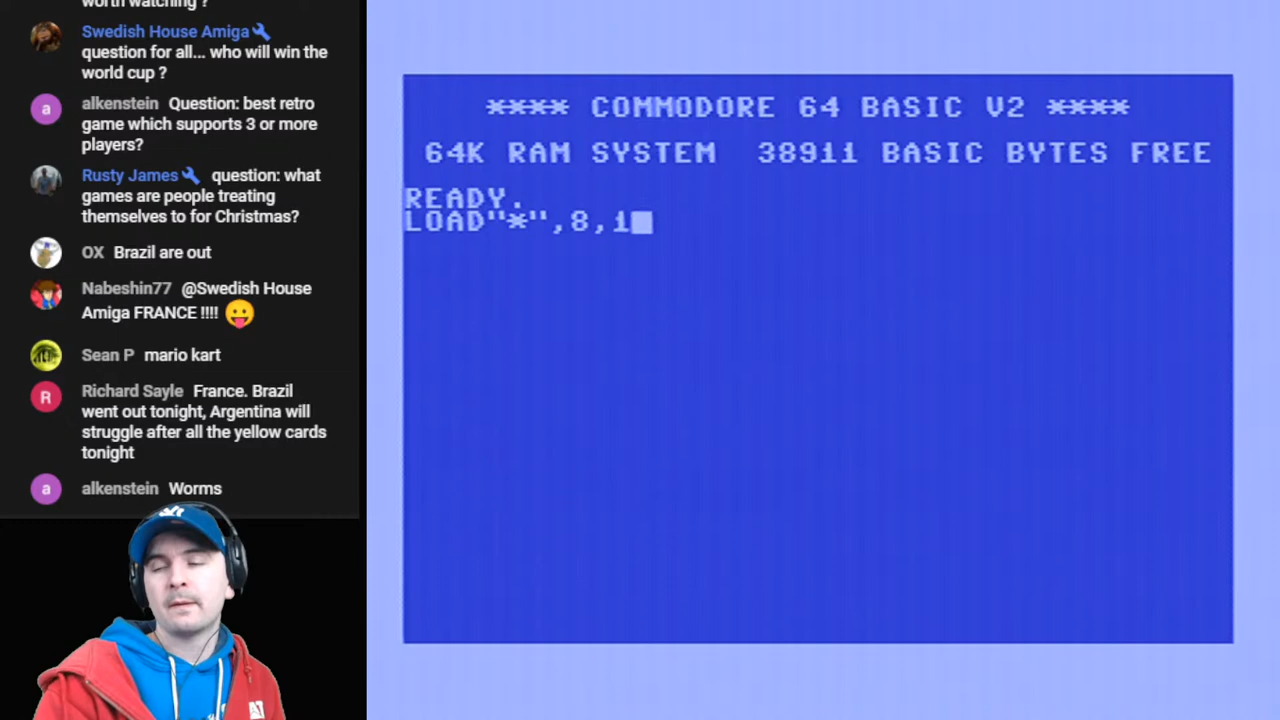 worth watching ?
Swedish House Amiga
question for all... who will win the
world cup ?
alkenstein Question: best retro
game which supports 3 or more
players?
Rusty James question: what
games are people treating
themselves to for Christmas?
OX Brazil are out
Nabeshin77 @Swedish House
Amiga FRANCE !!!!
Sean P mario kart
Richard Sayle France. Brazil
went out tonight, Argentina will
struggle after all the yellow cards
tonight
alkenstein Worms
a
a
R
**** COMMODORE 64 BASIC V2 ****
64K RAM SYSTEM 38911 BASIC BYTES FREE
READY.
LOAD"*",8,1